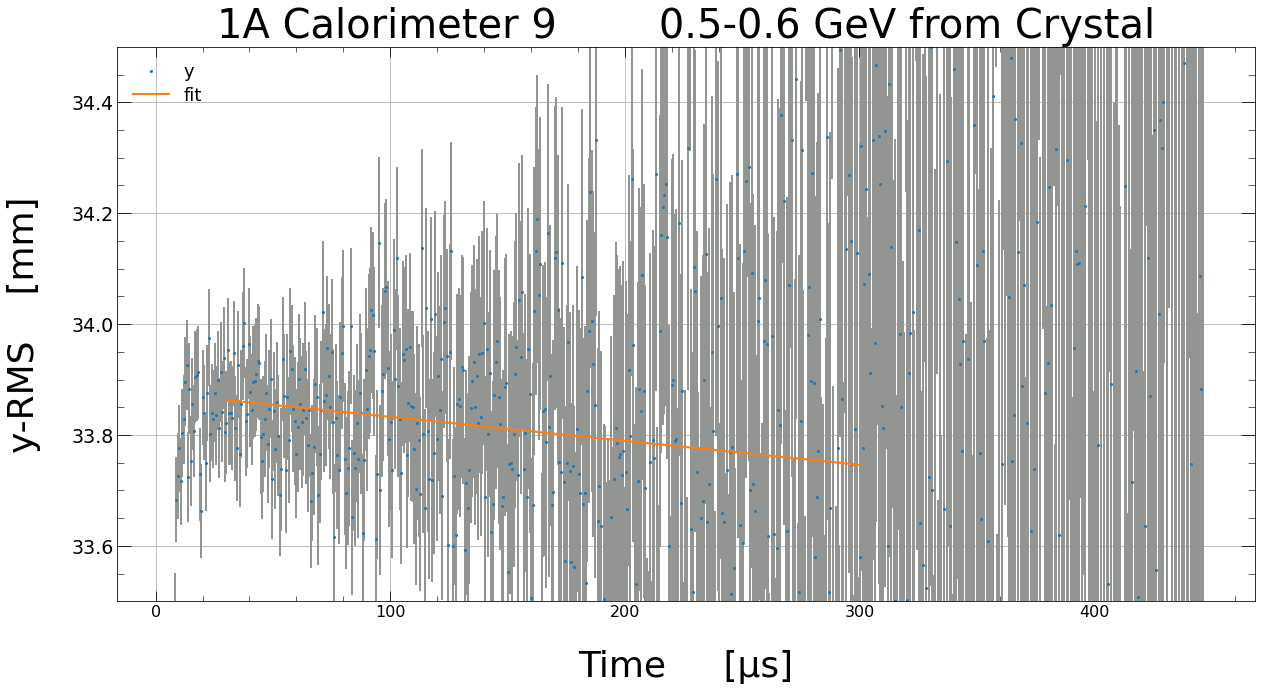 1A Calorimeter 9 0.5-0.6 GeV from Crystal
y
fit
34.4
34.2
34.0
33.8
33.6
y-RMS [mm]
0 100 200 300 400
Time [µs]